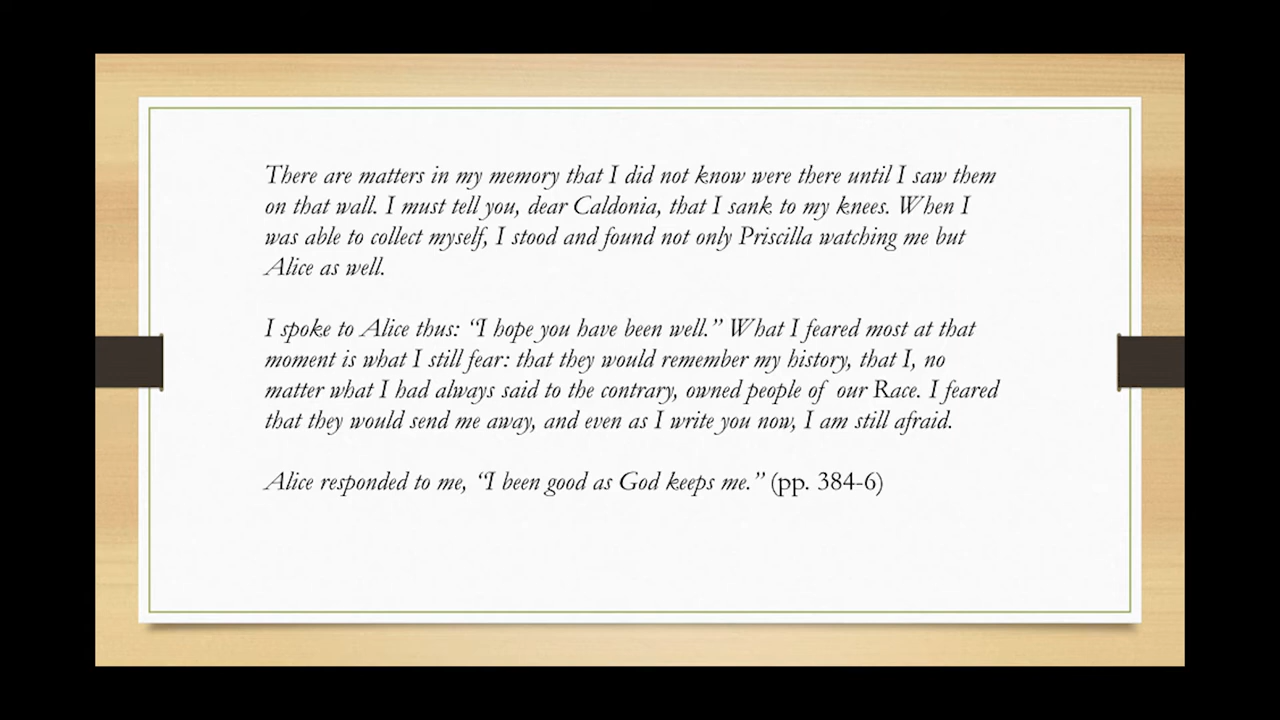 There are matters in my memory that I did not know were there until I saw them
on that wall. I must tell you, dear Caldonia, that I sank to my knees. When I
was able to collect myself, I stood and found not only Priscilla watching me but
Alice as well.
I spoke to Alice thus: “I hope you have been well.” What I feared most at that
moment is what I still fear: that they would remember my history, that I, no
matter what I had always said to the contrary, owned people of our Race. I feared
that they would send me away, and even as I write you now, I am still afraid.
Alice responded to me, “I been good as God keeps me.” (pp. 384-6)